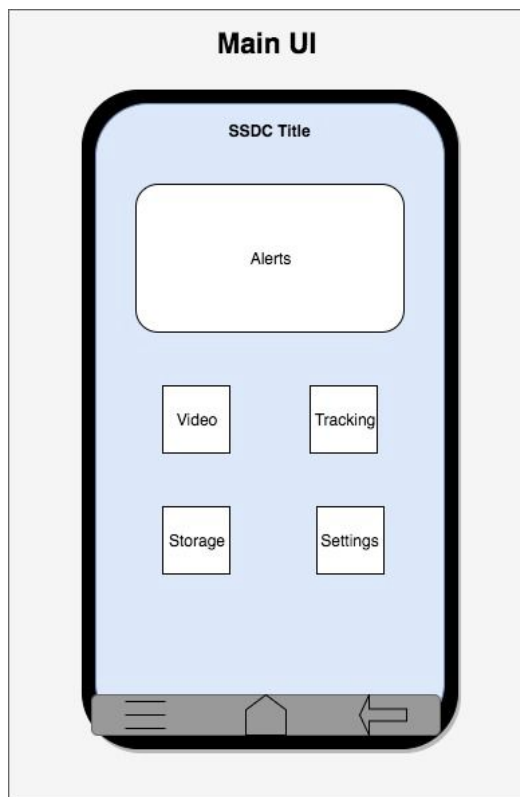 Main UI
SSDC Title
Alerts
Video
Tracking
Storage
Settings